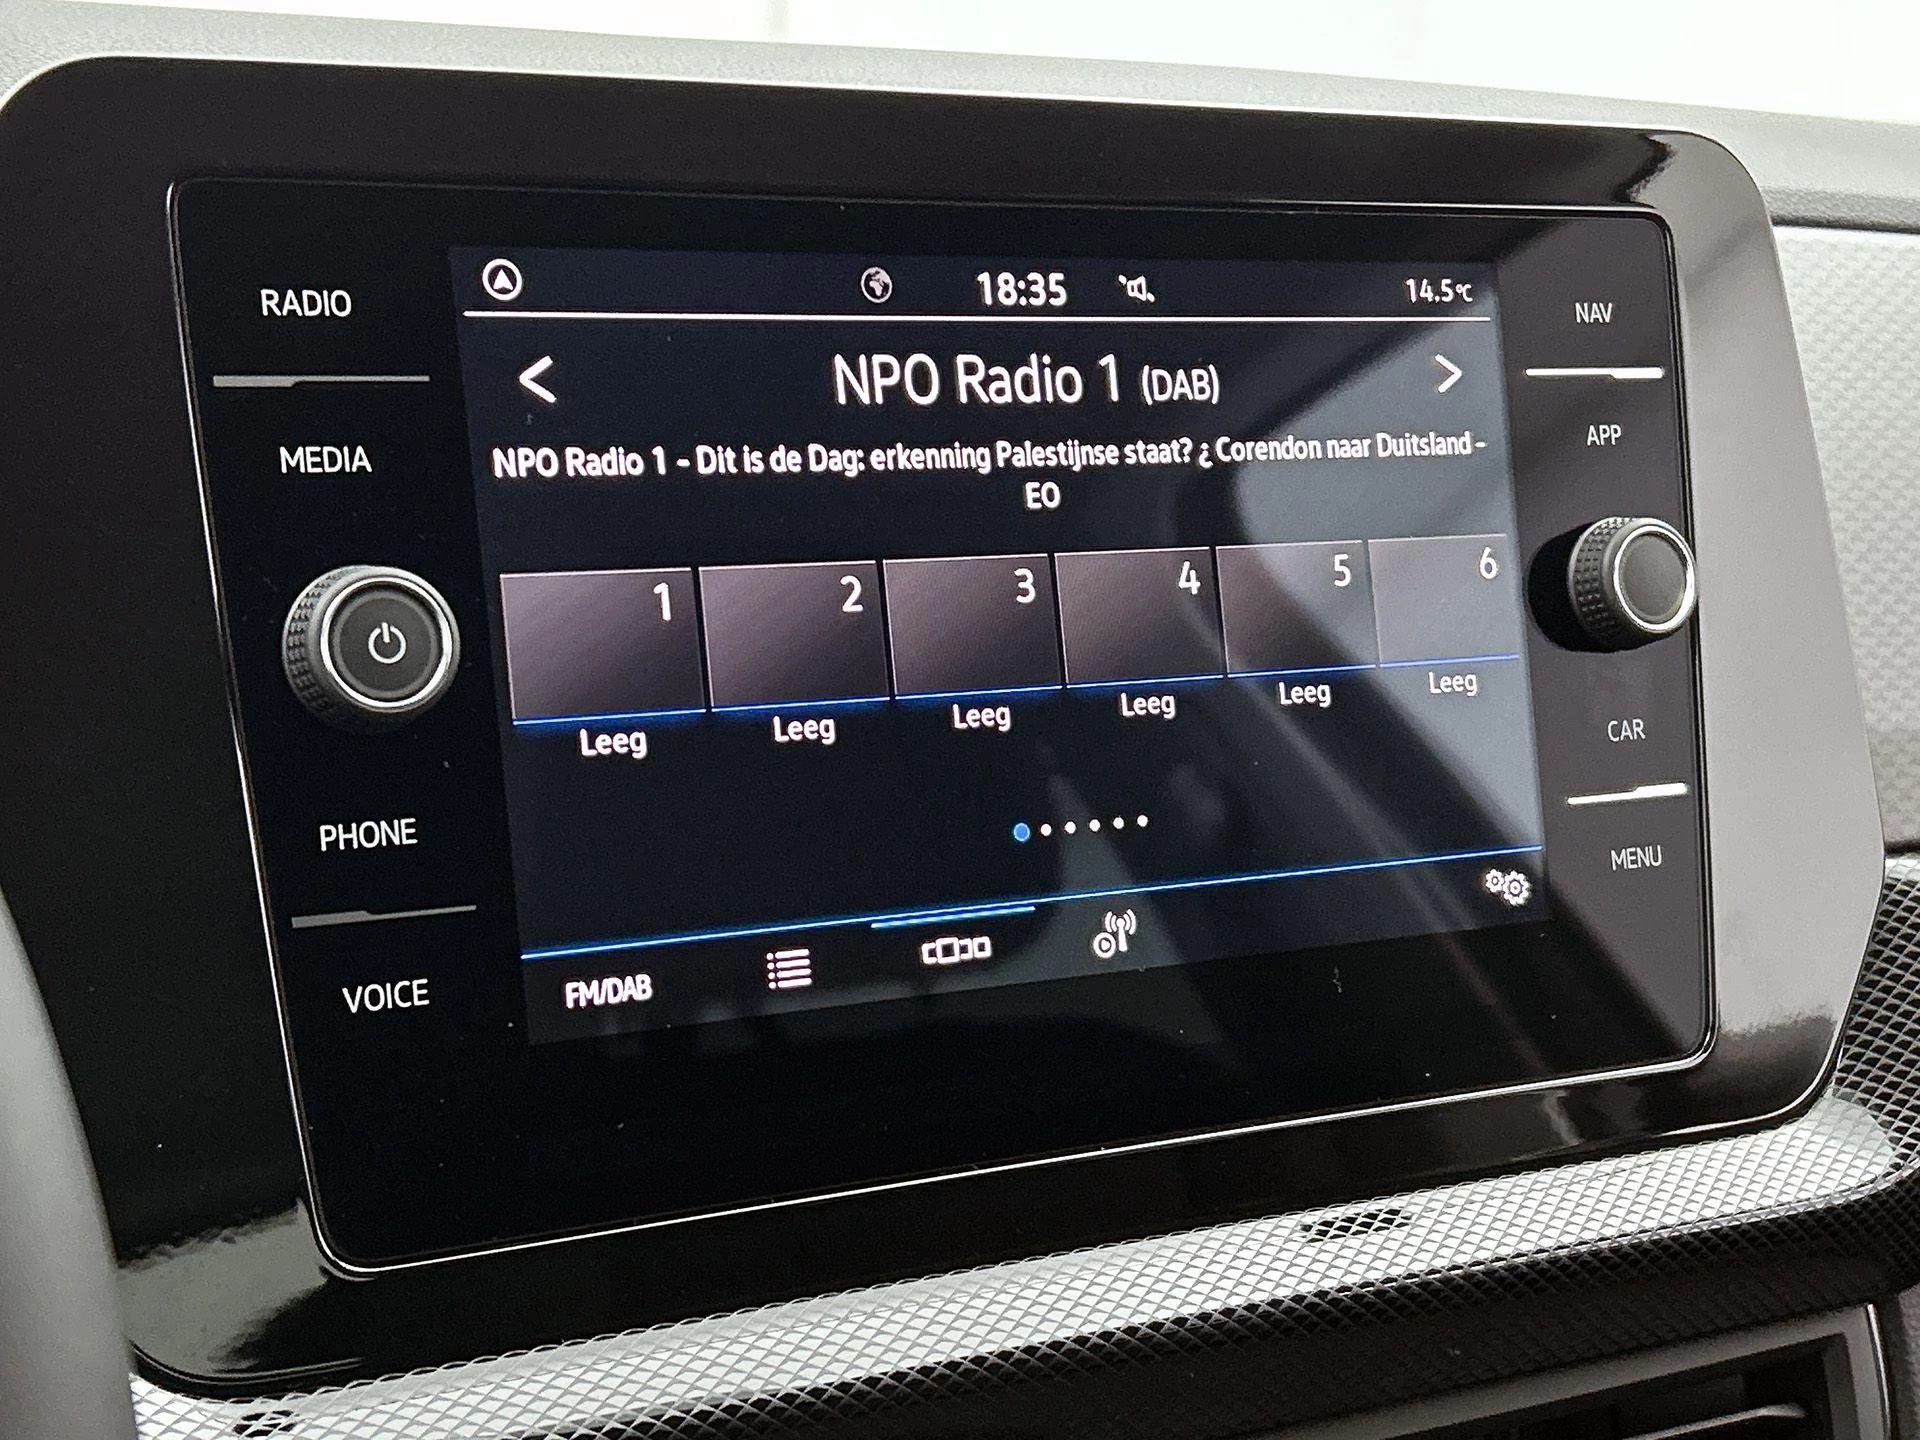 RADIO
MEDIA
PHONE
VOICE
18:35
14.5°C
NPO Radio 1 (DAB)
NPO Radio 1 - Dit is de Dag: erkenning Palestijnse staat? ¿ Corendon naar Duitsland -
EO
1 2 3 4 5 6
Leeg Leeg Leeg Leeg Leeg Leeg
FM/DAB
NAV
APP
CAR
MENU